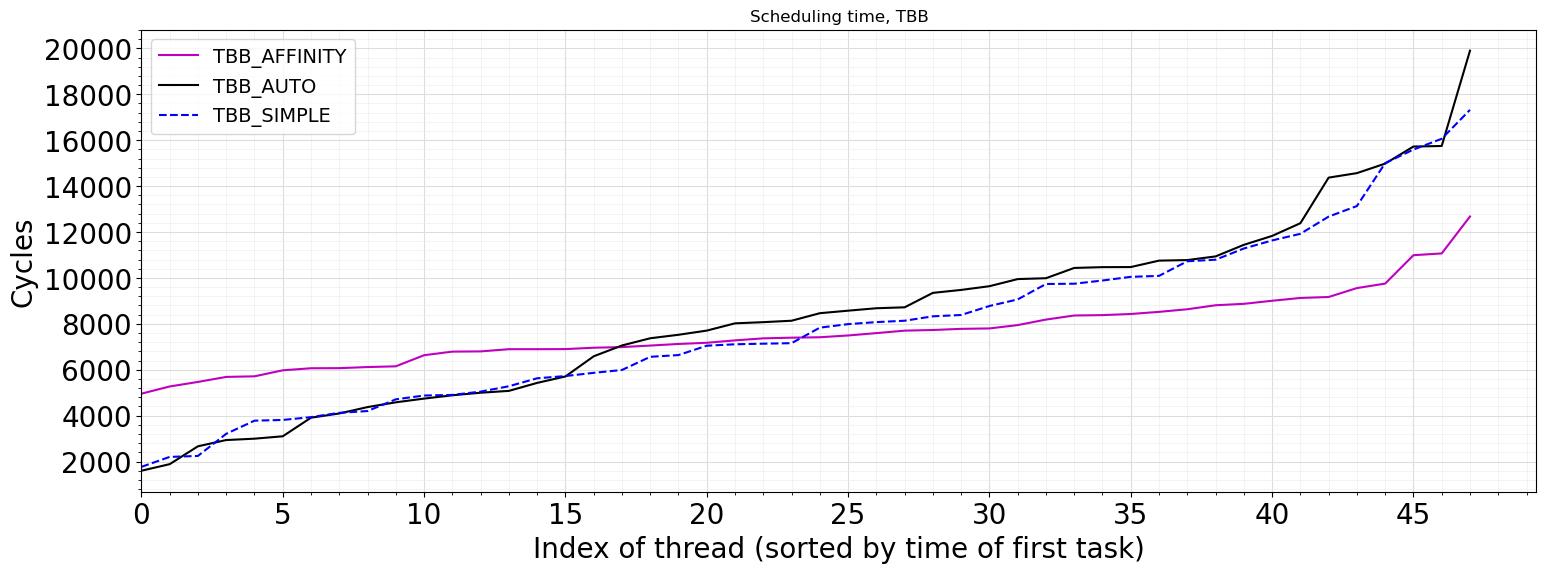 Scheduling time, TBB
TBB_AFFINITY
TBB_AUTO
TBB_SIMPLE
Cycles
20000
18000
16000
14000
12000
10000
8000
6000
4000
2000
0 5 10 15 20 25 30 35 40 45
Index of thread (sorted by time of first task)